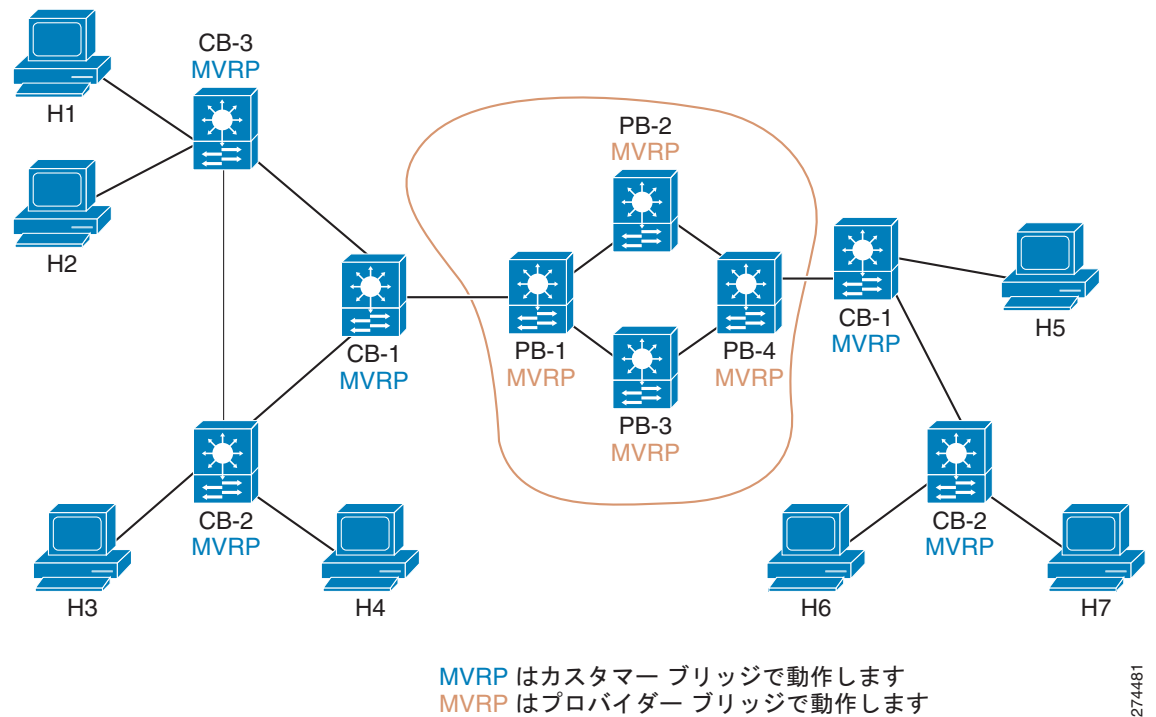 CB-3
MVRP
H1
H2
PB-2
MVRP
CB-1
MVRP
PB-1
MVRP
PB-3
MVRP
PB-4
MVRP
CB-1
MVRP
H5
CB-2
MVRP
H3
H4
CB-2
MVRP
H6
H7
MVRP はカスタマー ブリッジで動作します
MVRP はプロバイダー ブリッジで動作します
274481